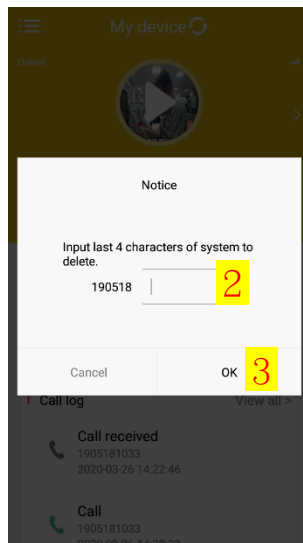 My device
Online
Notice
Input last 4 characters of system to
delete.
190518
2
Cancel
OK
3
Call log
View all >
Call received
1905181033
2020-03-26 14:22:46
Call
1905181033